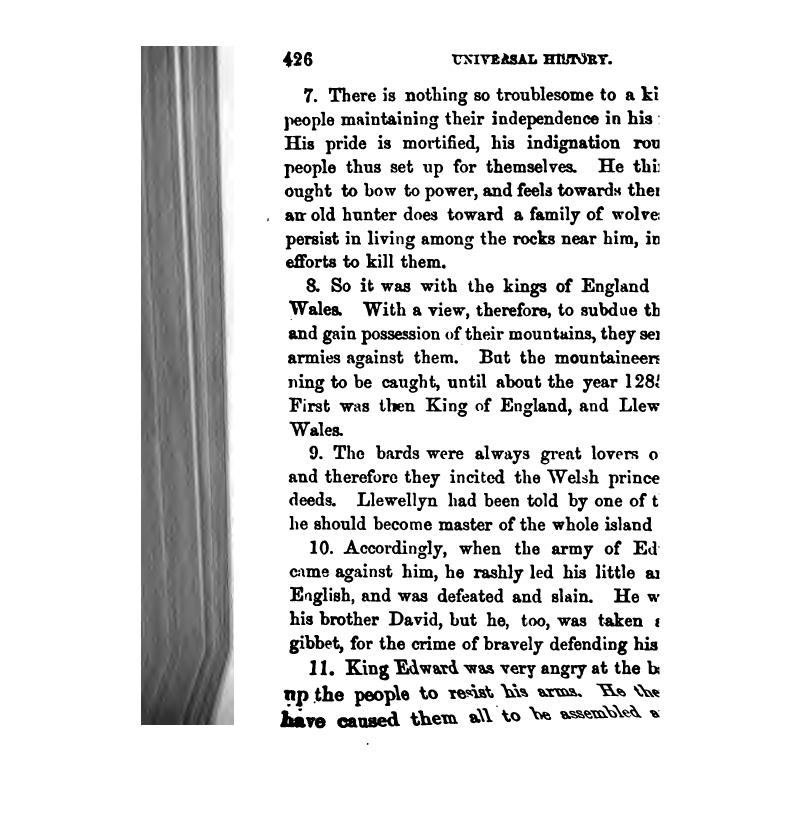 426 UNIVERSAL HISTORY.
7. There is nothing so troublesome to a ki
people maintaining their independence in his
His pride is mortified, his indignation rou
people thus set up for themselves. He thi
ought to bow to power, and feels towards the
an old hunter does toward a family of wolve
persist in living among the rocks near him, in
efforts to kill them.
8. So it was with the kings of England
Wales. With a view, therefore, to subdue th
and gain possession of their mountains, they se
armies against them. But the mountaineers
ning to be caught, until about the year 128
First was then King of England, and Llew
Wales.
9. The bards were always great lovers o
and therefore they incited the Welsh prince
deeds. Llewellyn had been told by one of t
he should become master of the whole island
10. Accordingly, when the army of Ed
came against him, he rashly led his little a
English, and was defeated and slain. He w
his brother David, but he, too, was taken
gibbet, for the crime of bravely defending his
11. King Edward was very angry at the b
up the people to resist his arms. He the
have caused them all to be assembled a